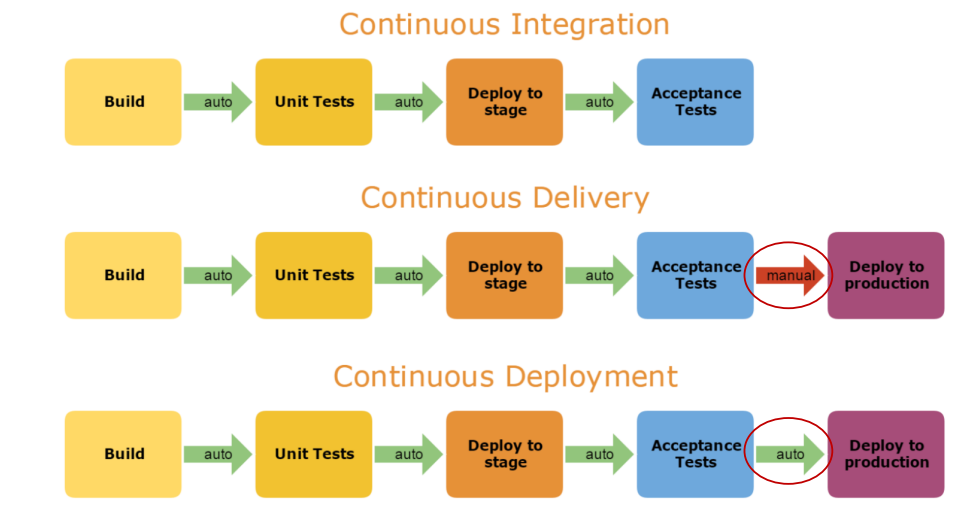 Continuous Integration
Build
auto
Unit Tests
auto
Deploy to
stage
auto
Acceptance
Tests
Continuous Delivery
Build
auto
Unit Tests
auto
Deploy to
stage
auto
Acceptance
Tests
manual
Deploy to
production
Continuous Deployment
Build
auto
Unit Tests
auto
Deploy to
stage
auto
Acceptance
Tests
auto
Deploy to
production